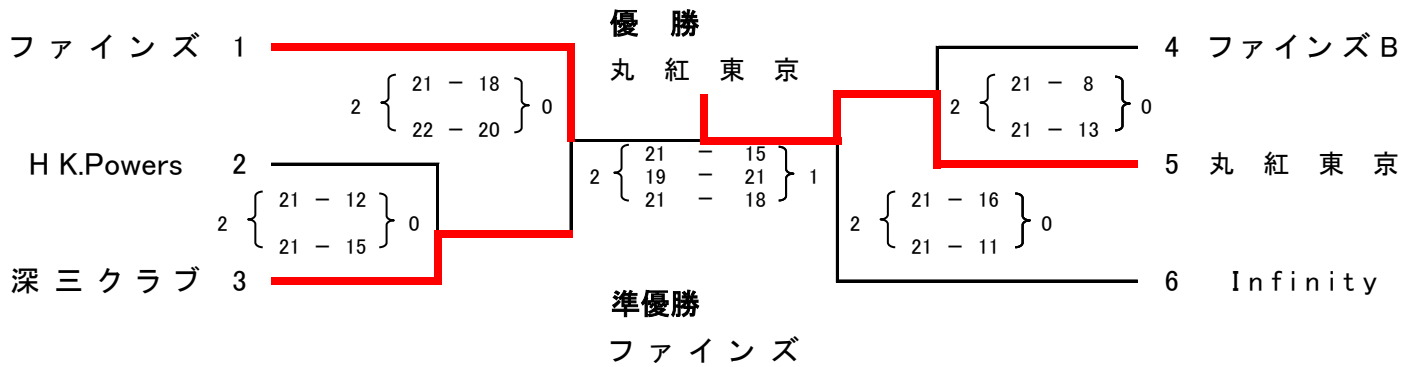 優 勝
丸 紅 東 京
ファインズ 1
2 { 21 － 18 } 0
22 － 20
H K.Powers 2
2 { 21 － 12 } 0
21 － 15
深三クラブ 3
2 { 21 － 15 } 1
19 － 21
21 － 18
4 ファインズB
2 { 21 － 8 } 0
21 － 13
5 丸 紅 東 京
2 { 21 － 16 } 0
21 － 11
6 Infinity
準優勝
ファインズ